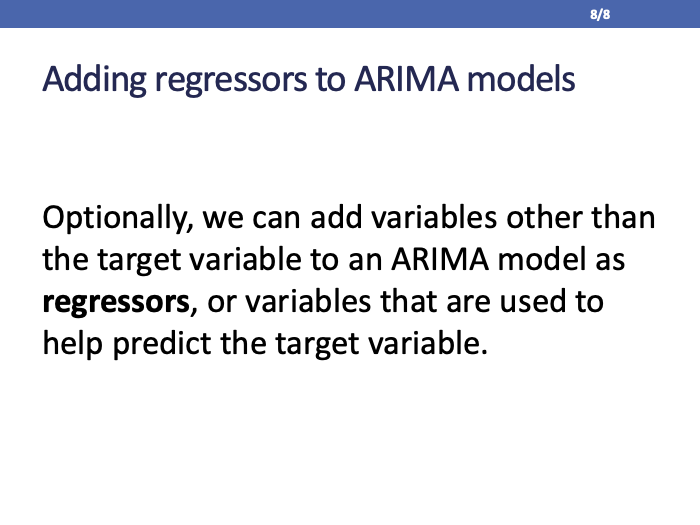 8/8
Adding regressors to ARIMA models
Optionally, we can add variables other than
the target variable to an ARIMA model as
regressors, or variables that are used to
help predict the target variable.